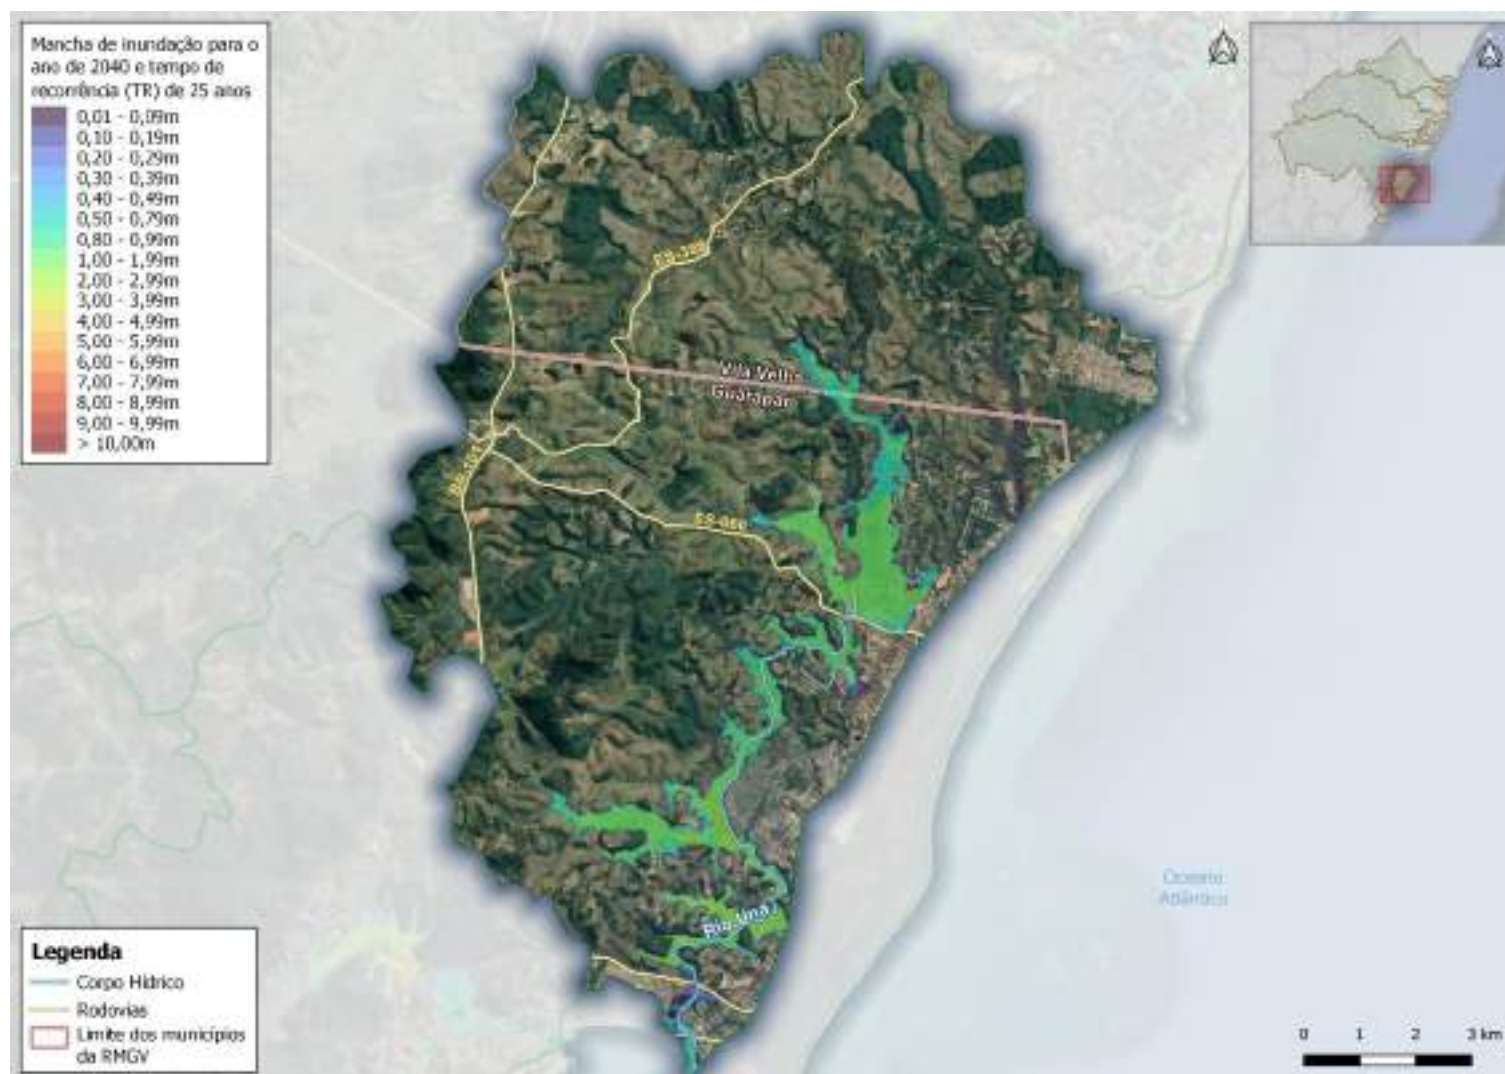 Mancha de inundação para o
ano de 2040 e tempo de
recorrência (TR) de 25 anos
0,01 - 0,09m
0,10 - 0,19m
0,20 - 0,29m
0,30 - 0,39m
0,40 - 0,49m
0,50 - 0,79m
0,80 - 0,99m
1,00 - 1,99m
2,00 - 2,99m
3,00 - 3,99m
4,00 - 4,99m
5,00 - 5,99m
6,00 - 6,99m
7,00 - 7,99m
8,00 - 8,99m
9,00 - 9,99m
> 10,00m
Vila Velha
Guarapari
ES-060
Rio Una
Oceano
Atlântico
Legenda
Corpo Hídrico
Rodovias
Limite dos municípios
da RMGV
0 1 2 3 km